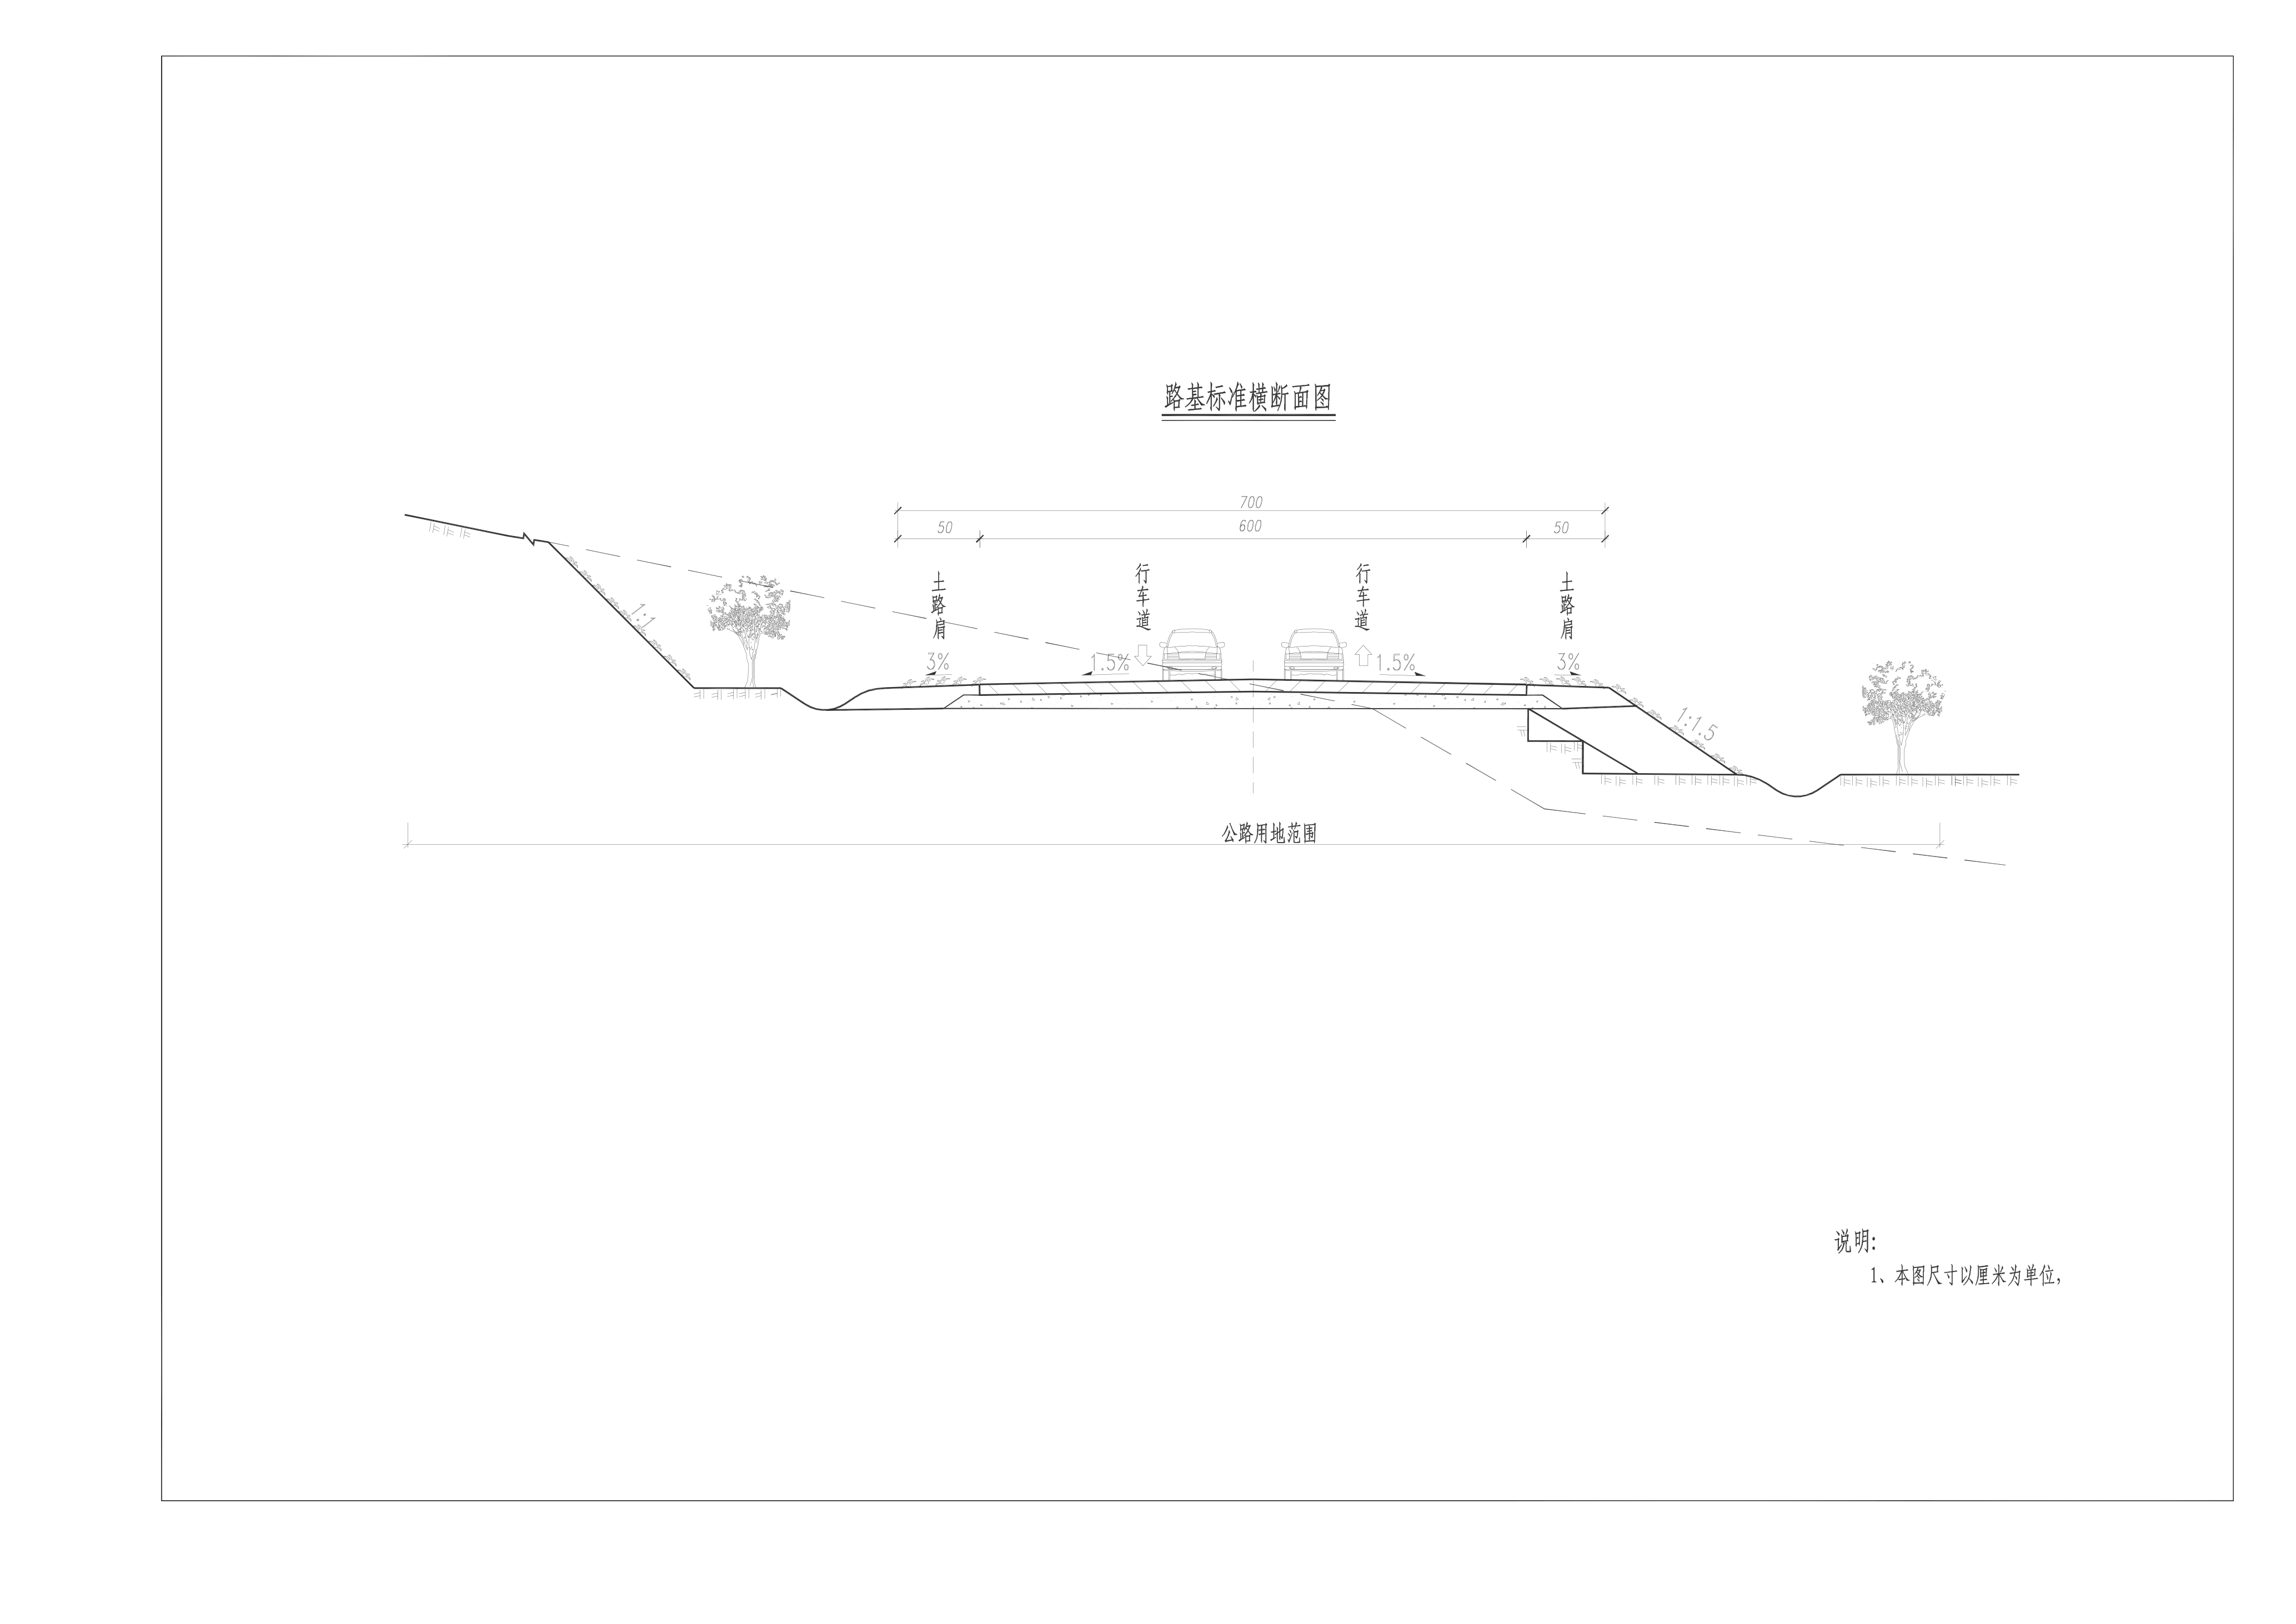 路基标准横断面图
700
50
600
50
土路肩
行车道
行车道
土路肩
1:1
3%
1.5%
1.5%
3%
1:1.5
公路用地范围
说明:
1、本图尺寸以厘米为单位,